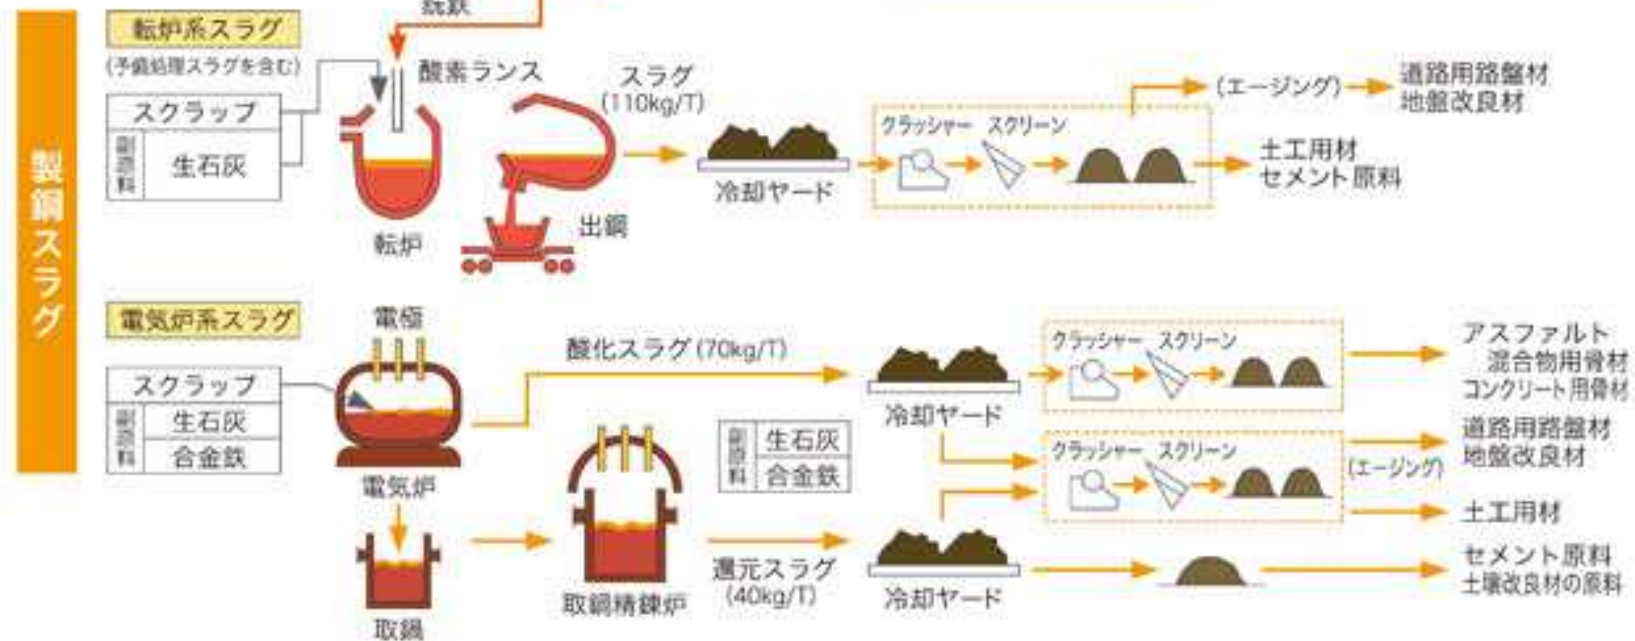 製鋼スラグ
転炉系スラグ
(予備処理スラグを含む)
スクラップ
副原料
生石灰
銑鉄
酸素ランス
転炉
出鋼
スラグ
(110kg/T)
冷却ヤード
クラッシャー スクリーン
(エージング)
道路用路盤材
地盤改良材
土工用材
セメント原料
電気炉系スラグ
スクラップ
副原料
生石灰
合金鉄
電極
電気炉
取鍋
酸化スラグ(70kg/T)
副原料
生石灰
合金鉄
取鍋精錬炉
還元スラグ
(40kg/T)
冷却ヤード
冷却ヤード
クラッシャー スクリーン
クラッシャー スクリーン
アスファルト
混合物用骨材
コンクリート用骨材
道路用路盤材
地盤改良材
(エージング)
土工用材
セメント原料
土壌改良材の原料